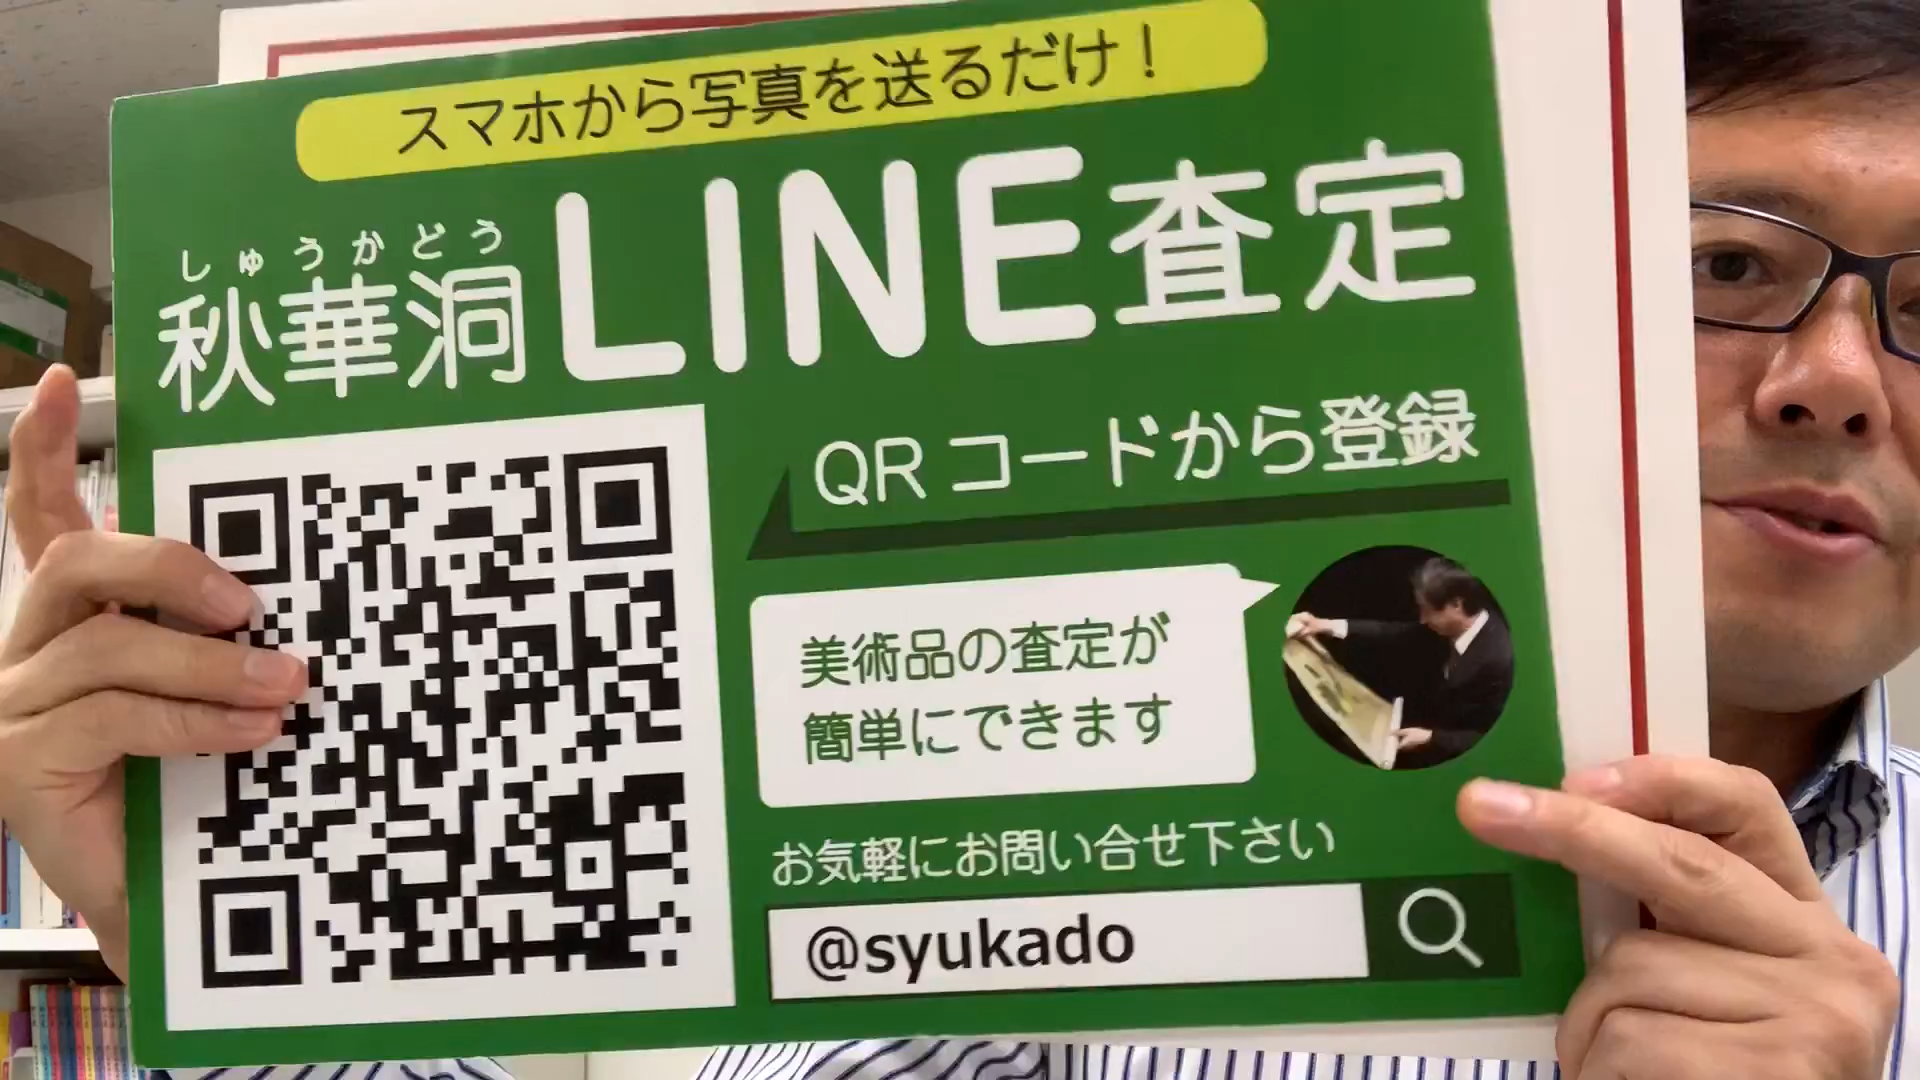 スマホから写真を送るだけ！
しゅうかどう
秋華洞LINE査定
QRコードから登録
美術品の査定が
簡単にできます
お気軽にお問い合せ下さい
@syukado